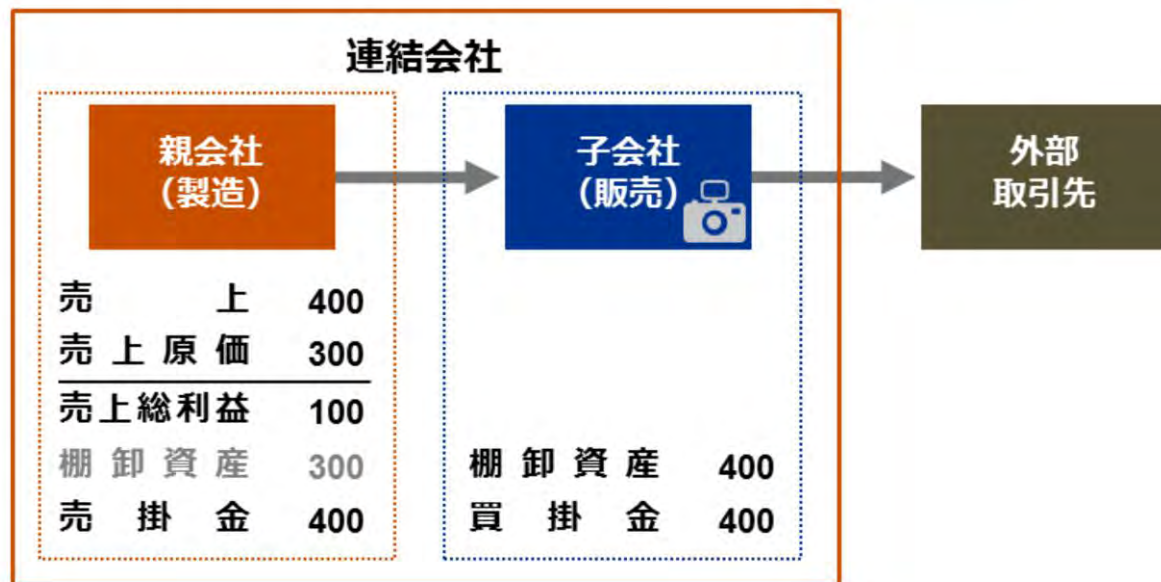 連結会社
親会社
(製造)
子会社
(販売)
外部
取引先
売上 400
売上原価 300
売上総利益 100
棚卸資産 300
売掛金 400
棚卸資産 400
買掛金 400